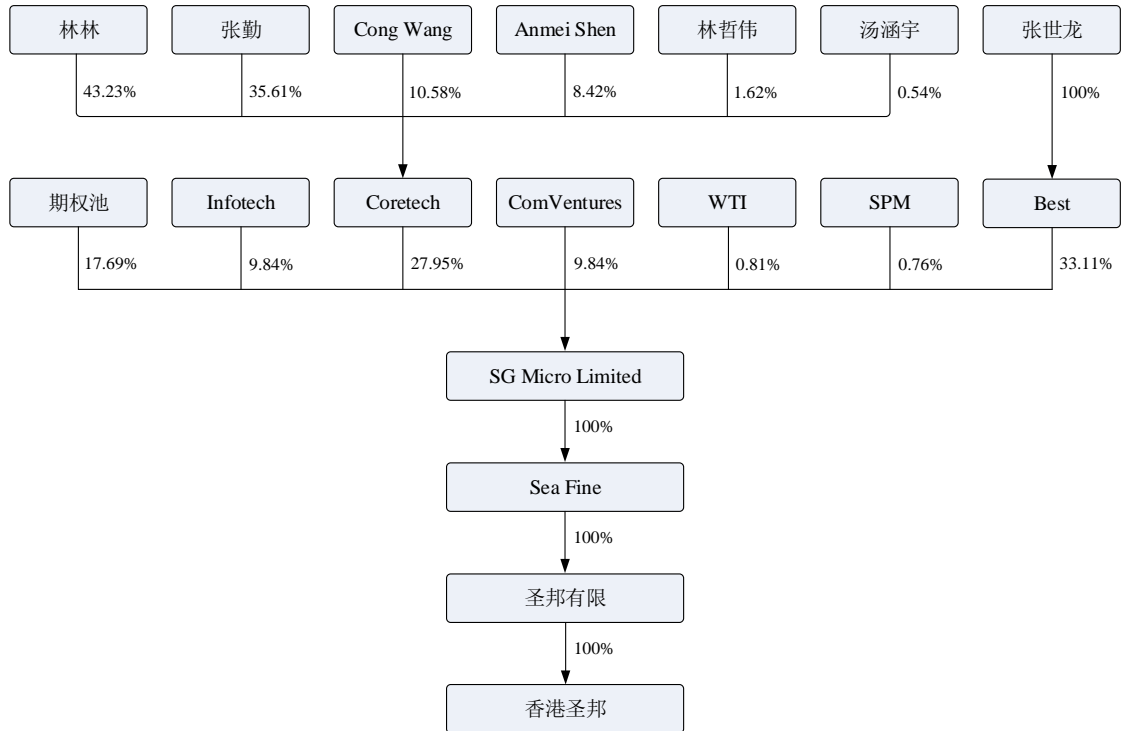 林林
张勤
Cong Wang
Anmei Shen
林哲伟
汤涵宇
张世龙
43.23%
35.61%
10.58%
8.42%
1.62%
0.54%
100%
期权池
Infotech
Coretech
ComVentures
WTI
SPM
Best
17.69%
9.84%
27.95%
9.84%
0.81%
0.76%
33.11%
SG Micro Limited
100%
Sea Fine
100%
圣邦有限
100%
香港圣邦